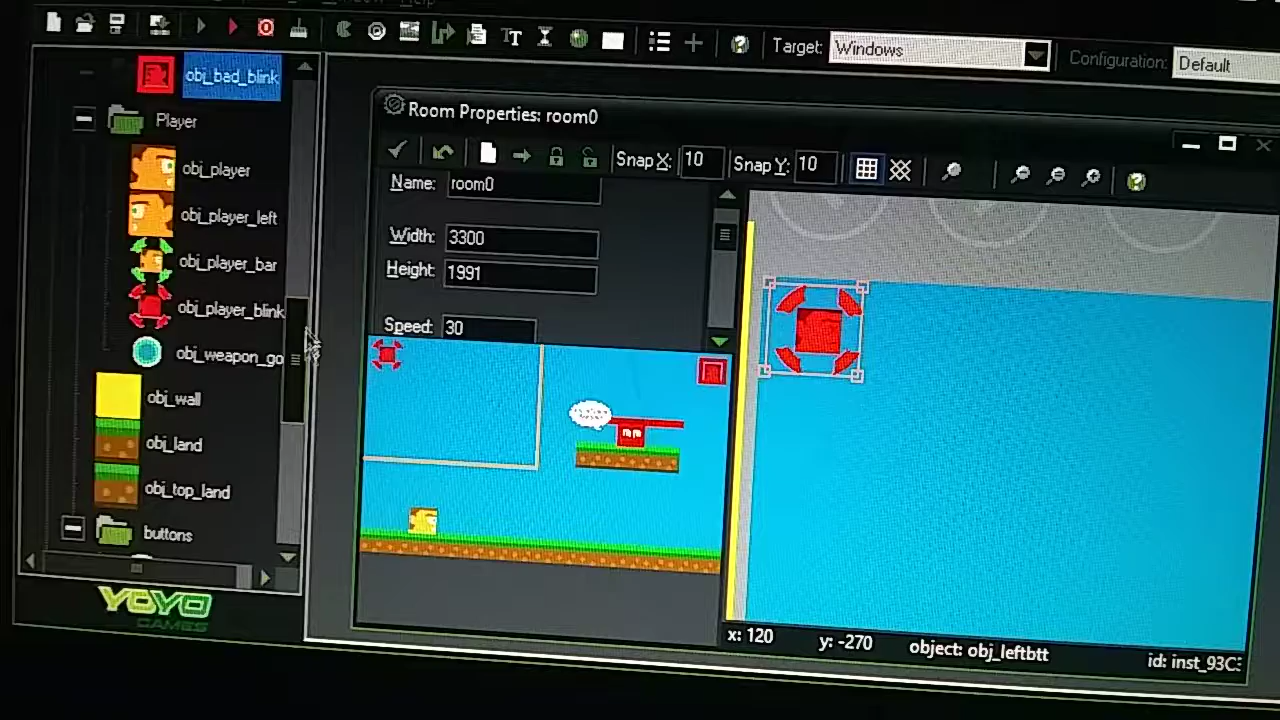 Target: Windows Configuration: Default
obj_bad_blink
Player
obj_player
obj_player_left
obj_player_bar
obj_player_blink
obj_weapon_go
obj_wall
obj_land
obj_top_land
buttons
YOYO
GAMES
Room Properties: room0
Snap X: 10 Snap Y: 10
Name: room0
Width: 3300
Height: 1991
Speed: 30
x: 120 y: -270 object: obj_leftbtt id: inst_93C